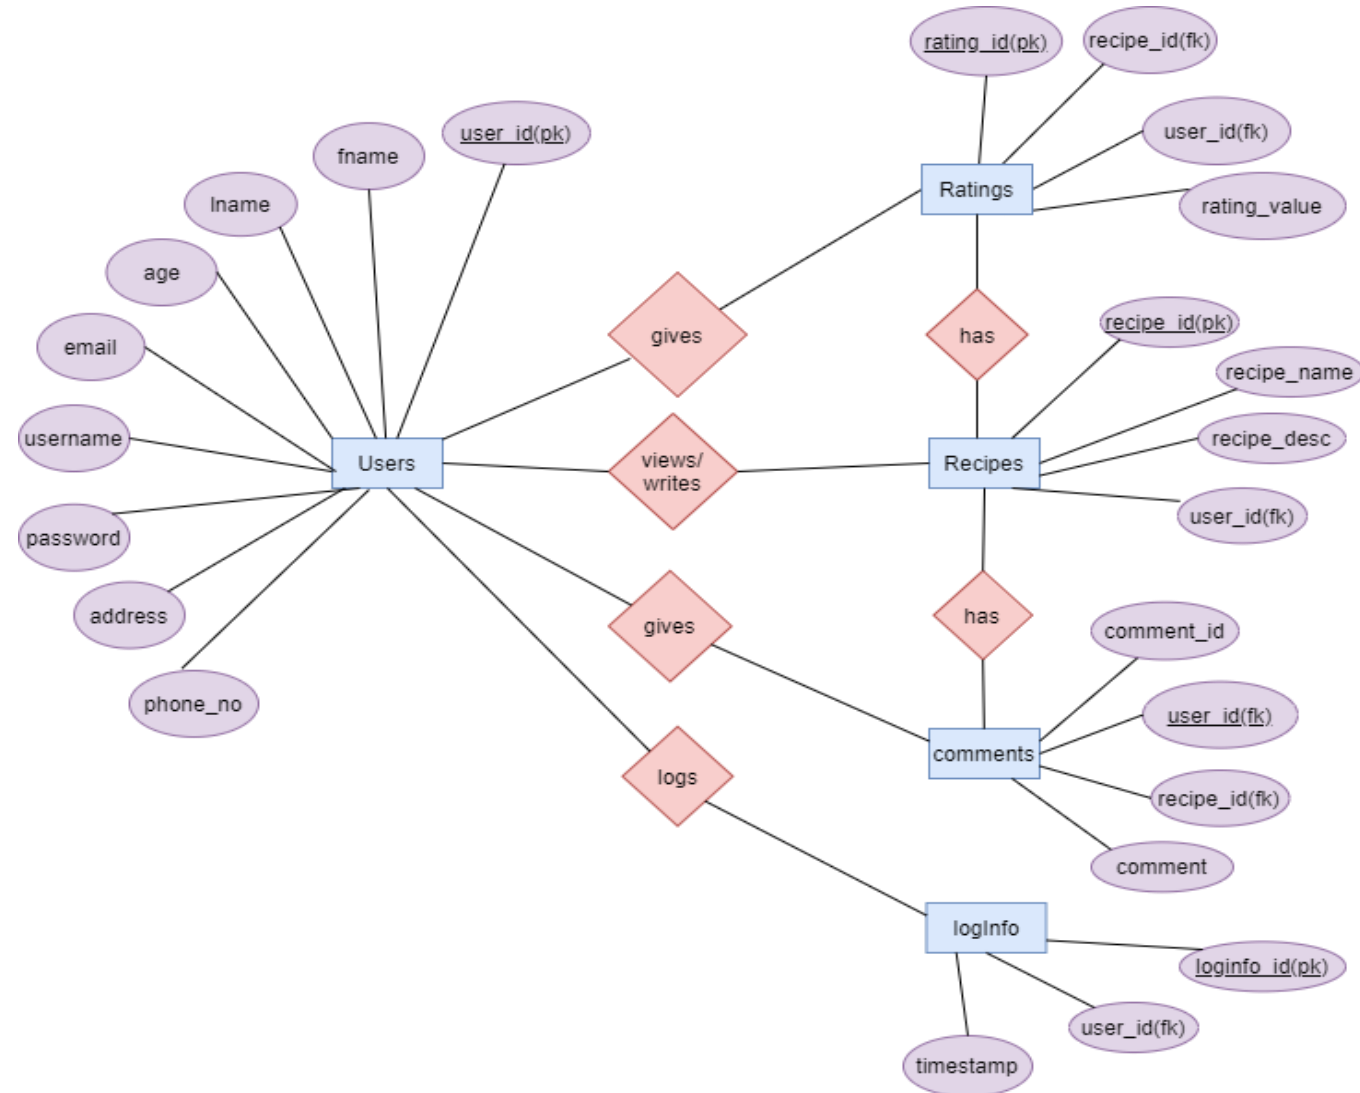 rating_id(pk)
recipe_id(fk)
user_id(pk)
fname
user_id(fk)
lname
Ratings
rating_value
age
recipe_id(pk)
email
gives
has
recipe_name
username
recipe_desc
Users
views/
writes
Recipes
user_id(fk)
password
address
gives
has
comment_id
phone_no
user_id(fk)
comments
logs
recipe_id(fk)
comment
logInfo
loginfo_id(pk)
user_id(fk)
timestamp